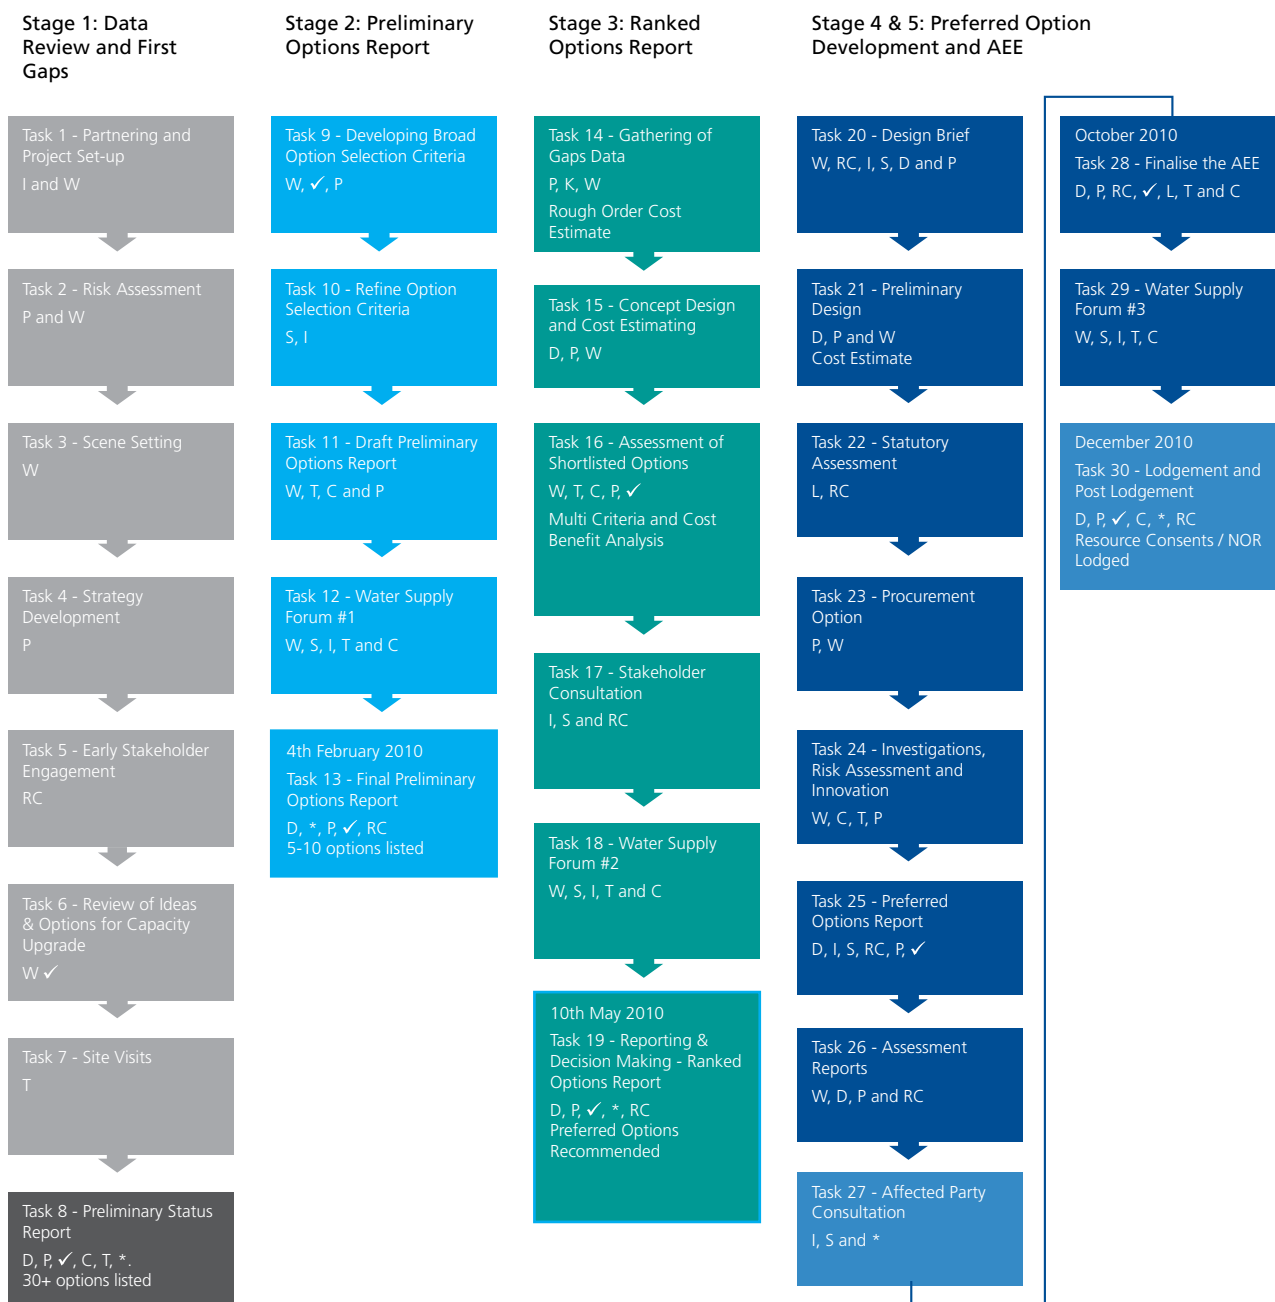 Stage 1: Data
Review and First
Gaps
Task 1 - Partnering and
Project Set-up
I and W
Task 2 - Risk Assessment
P and W
Task 3 - Scene Setting
W
Task 4 - Strategy
Development
P
Task 5 - Early Stakeholder
Engagement
RC
Task 6 - Review of Ideas
& Options for Capacity
Upgrade
W ✓
Task 7 - Site Visits
T
Task 8 - Preliminary Status
Report
D, P, ✓, C, T, *.
30+ options listed
Stage 2: Preliminary
Options Report
Task 9 - Developing Broad
Option Selection Criteria
W, ✓, P
Task 10 - Refine Option
Selection Criteria
S, I
Task 11 - Draft Preliminary
Options Report
W, T, C and P
Task 12 - Water Supply
Forum #1
W, S, I, T and C
4th February 2010
Task 13 - Final Preliminary
Options Report
D, *, P, ✓, RC
5-10 options listed
Stage 3: Ranked
Options Report
Task 14 - Gathering of
Gaps Data
P, K, W
Rough Order Cost
Estimate
Task 15 - Concept Design
and Cost Estimating
D, P, W
Task 16 - Assessment of
Shortlisted Options
W, T, C, P, ✓
Multi Criteria and Cost
Benefit Analysis
Task 17 - Stakeholder
Consultation
I, S and RC
Task 18 - Water Supply
Forum #2
W, S, I, T and C
10th May 2010
Task 19 - Reporting &
Decision Making - Ranked
Options Report
D, P, ✓, *, RC
Preferred Options
Recommended
Stage 4 & 5: Preferred Option
Development and AEE
Task 20 - Design Brief
W, RC, I, S, D and P
Task 21 - Preliminary
Design
D, P and W
Cost Estimate
Task 22 - Statutory
Assessment
L, RC
Task 23 - Procurement
Option
P, W
Task 24 - Investigations,
Risk Assessment and
Innovation
W, C, T, P
Task 25 - Preferred
Options Report
D, I, S, RC, P, ✓
Task 26 - Assessment
Reports
W, D, P and RC
Task 27 - Affected Party
Consultation
I, S and *
October 2010
Task 28 - Finalise the AEE
D, P, RC, ✓, L, T and C
Task 29 - Water Supply
Forum #3
W, S, I, T, C
December 2010
Task 30 - Lodgement and
Post Lodgement
D, P, ✓, C, *, RC
Resource Consents / NOR
Lodged